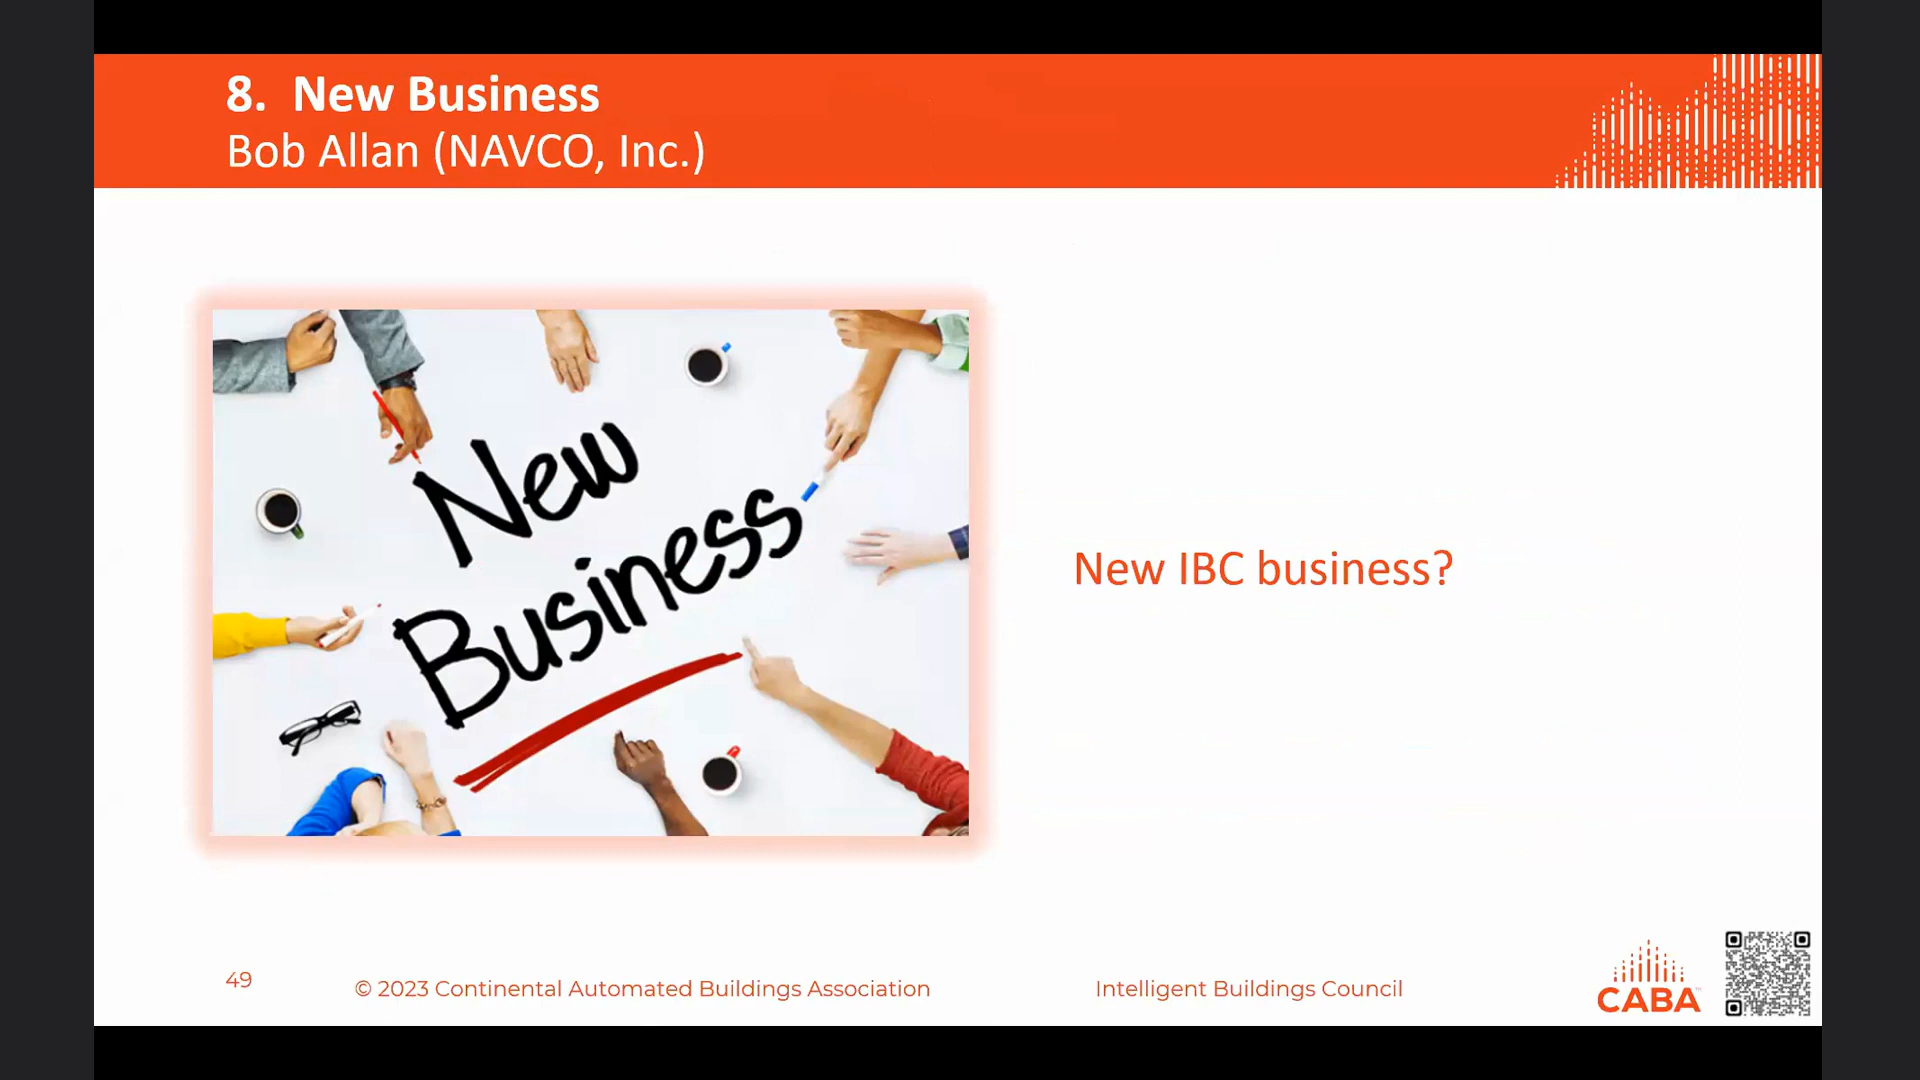 8. New Business
Bob Allan (NAVCO, Inc.)
New
Business
New IBC business?
49
© 2023 Continental Automated Buildings Association
Intelligent Buildings Council
CABA